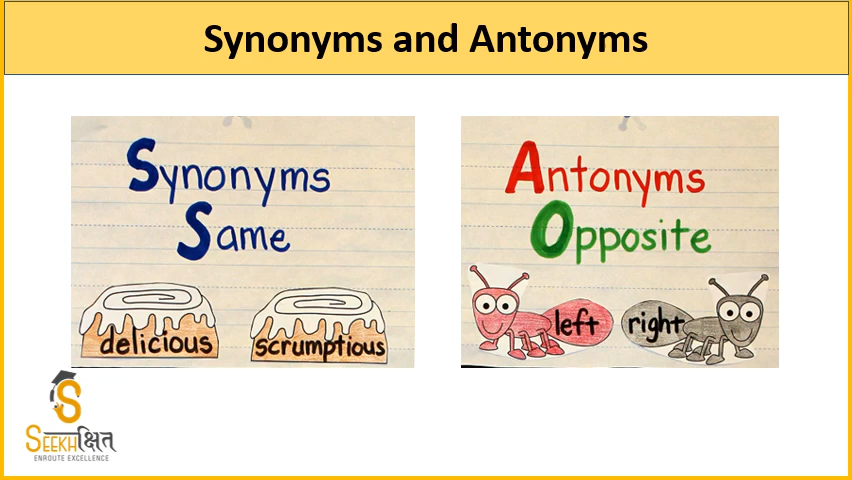 Synonyms and Antonyms
Synonyms
Same
delicious
scrumptious
Antonyms
Opposite
left
right
SEEKHक्षित
ENROUTE EXCELLENCE